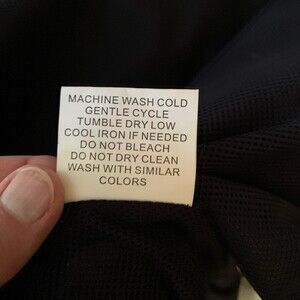 MACHINE WASH COLD
GENTLE CYCLE
TUMBLE DRY LOW
COOL IRON IF NEEDED
DO NOT BLEACH
DO NOT DRY CLEAN
WASH WITH SIMILAR
COLORS